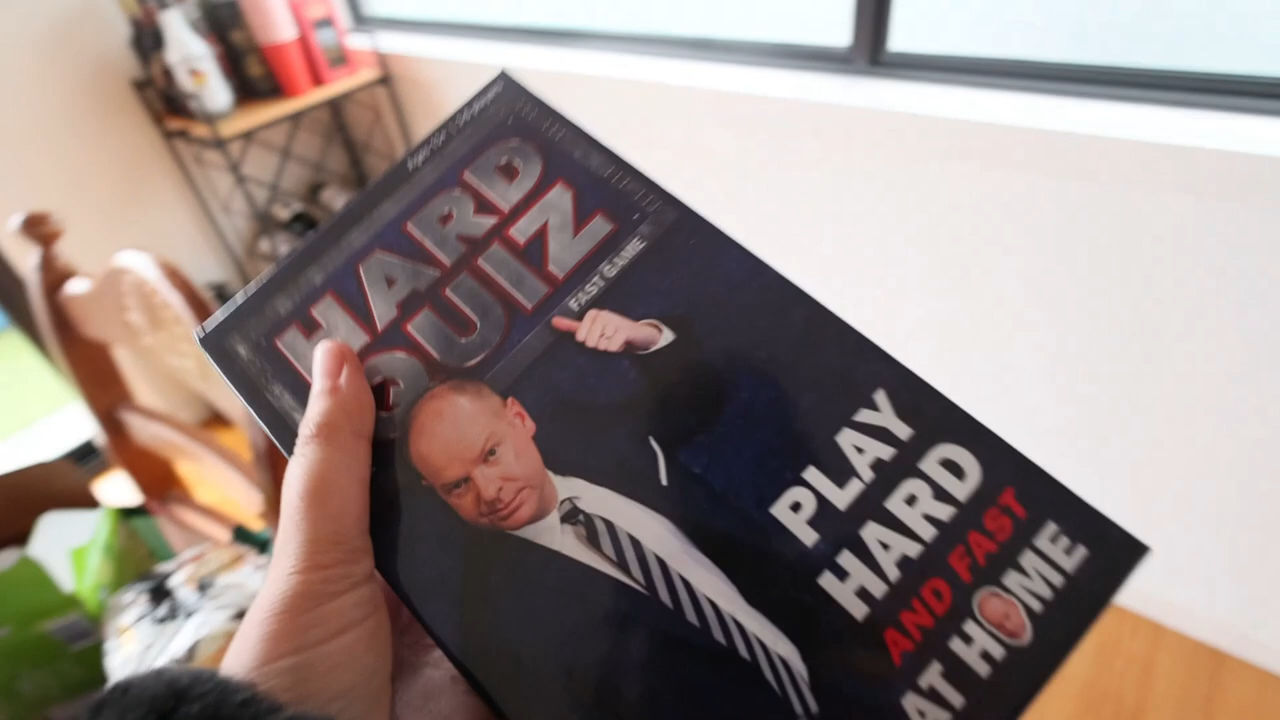 HARD
QUIZ
FAST GAME
PLAY
HARD
AND FAST
AT HOME